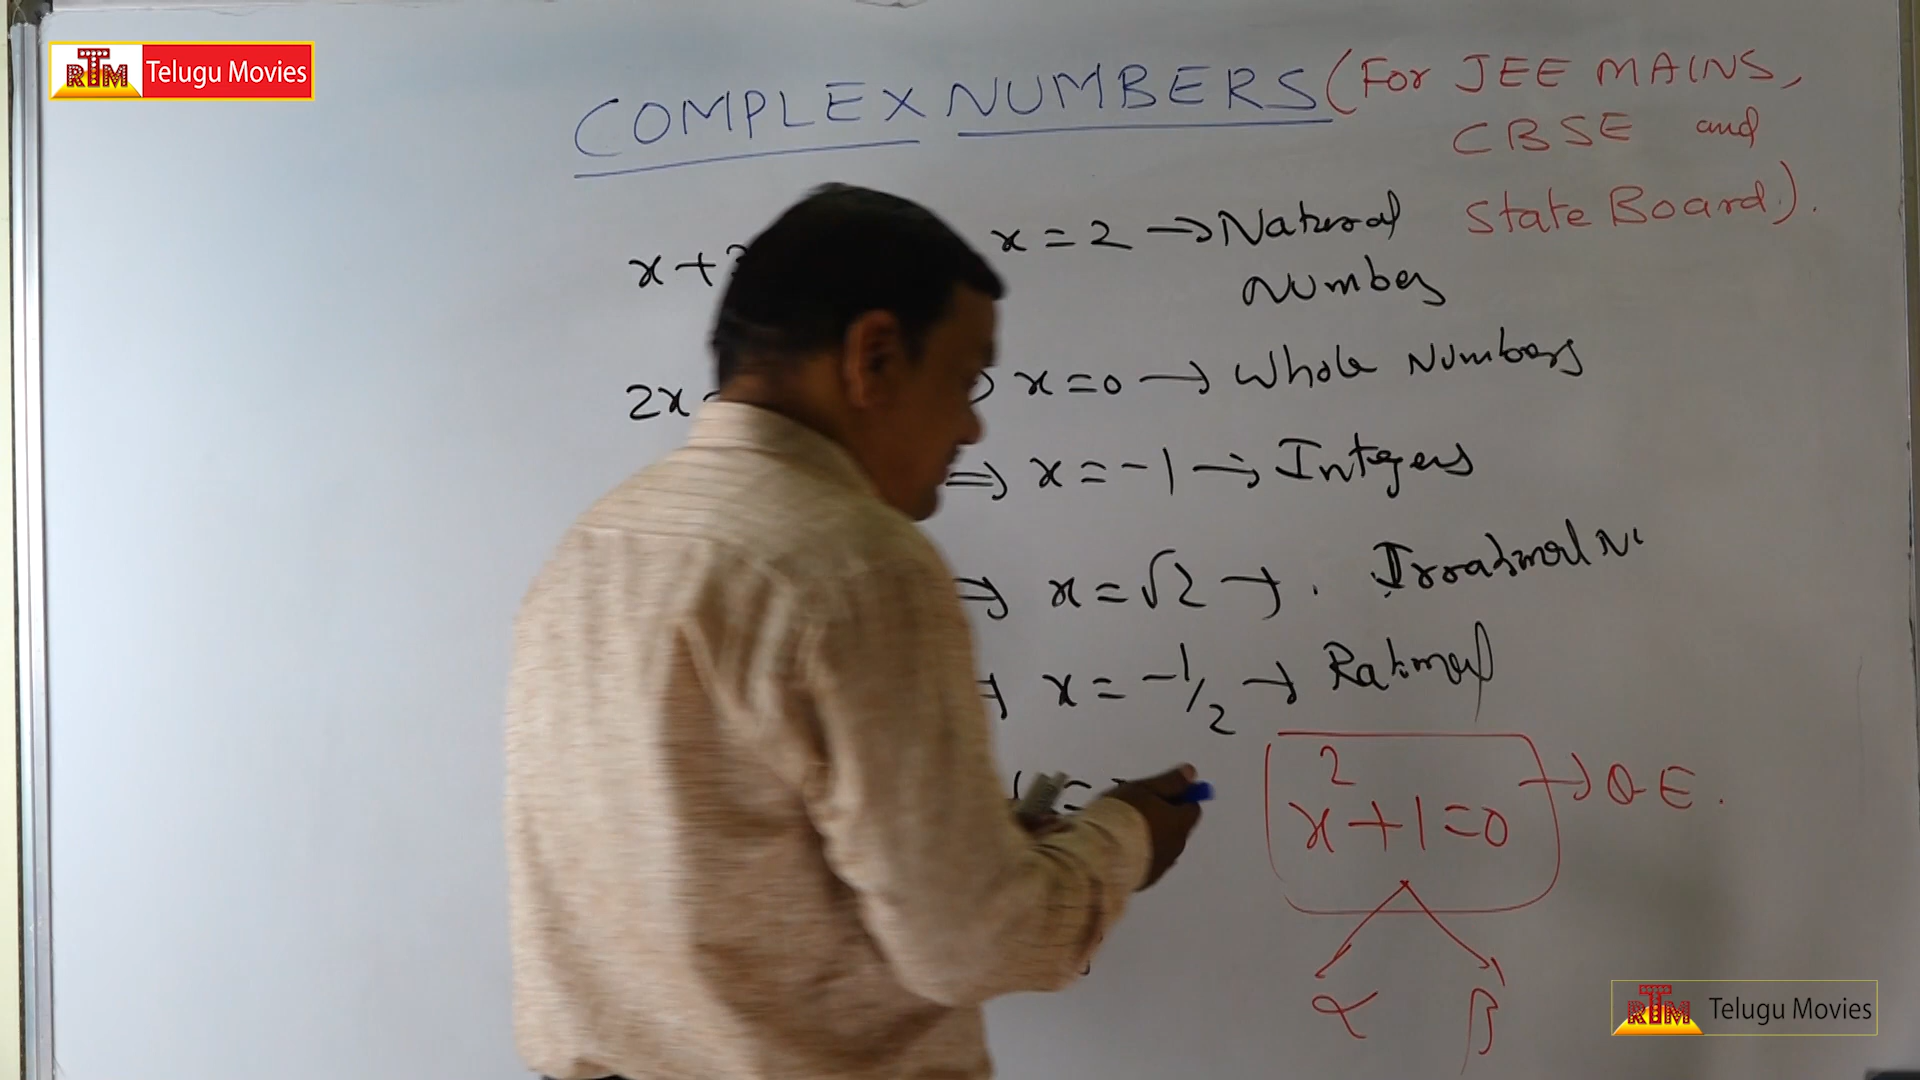 RTM Telugu Movies
COMPLEX NUMBERS (For JEE MAINS,
CBSE and
State Board).
x+ x=2 → Natural
Number
2x x=0 → Whole Numbers
⇒ x=-1 → Integers
⇒ x=√2 → . Irrational N
x=-1/2 → Rational
x²+1=0 → QE.
α β
RTM Telugu Movies